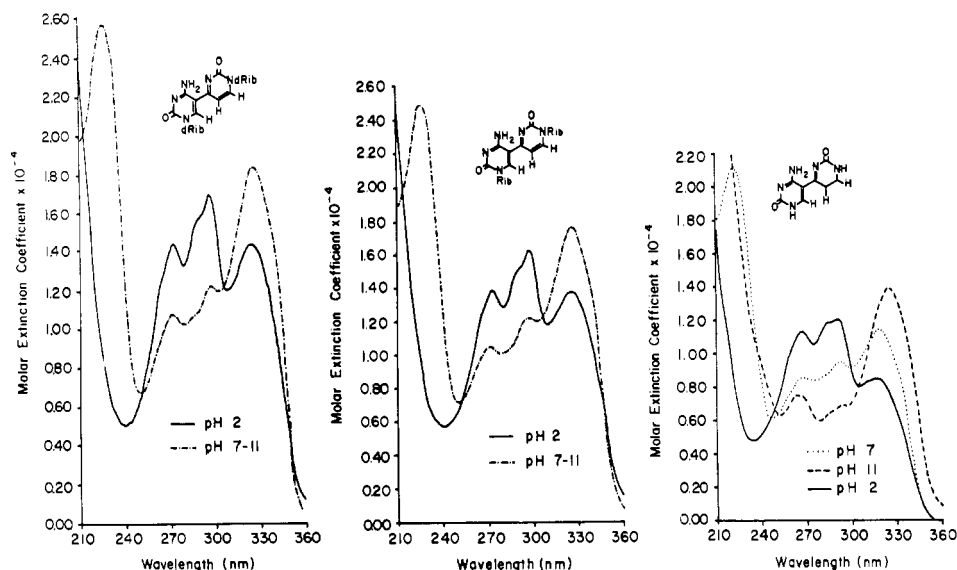 Molar Extinction Coefficient x 10⁻⁴
2.60
2.40
2.20
2.00
1.80
1.60
1.40
1.20
1.00
0.80
0.60
0.40
0.20
0.00
O
NH₂
N
NdRib
N
H
H
O
N
dRib
pH 2
pH 7-11
210
240
270
300
330
360
Wavelength (nm)
Molar Extinction Coefficient x10⁻⁴
2.60
2.40
2.20
2.00
1.80
1.60
1.40
1.20
1.00
0.80
0.60
0.40
0.20
0.00
O
NH₂
N
N-Rib
N
H
H
O
N
Rib
pH 2
pH 7-11
210
240
270
300
330
360
Wavelength (nm)
Molar Extinction Coefficient x 10⁻⁴
2.20
2.00
1.80
1.60
1.40
1.20
1.00
0.80
0.60
0.40
0.20
0.00
O
NH₂
N
N-H
N
H
H
O
N
H
pH 7
pH 11
pH 2
210
240
270
300
330
360
Wavelength (nm)